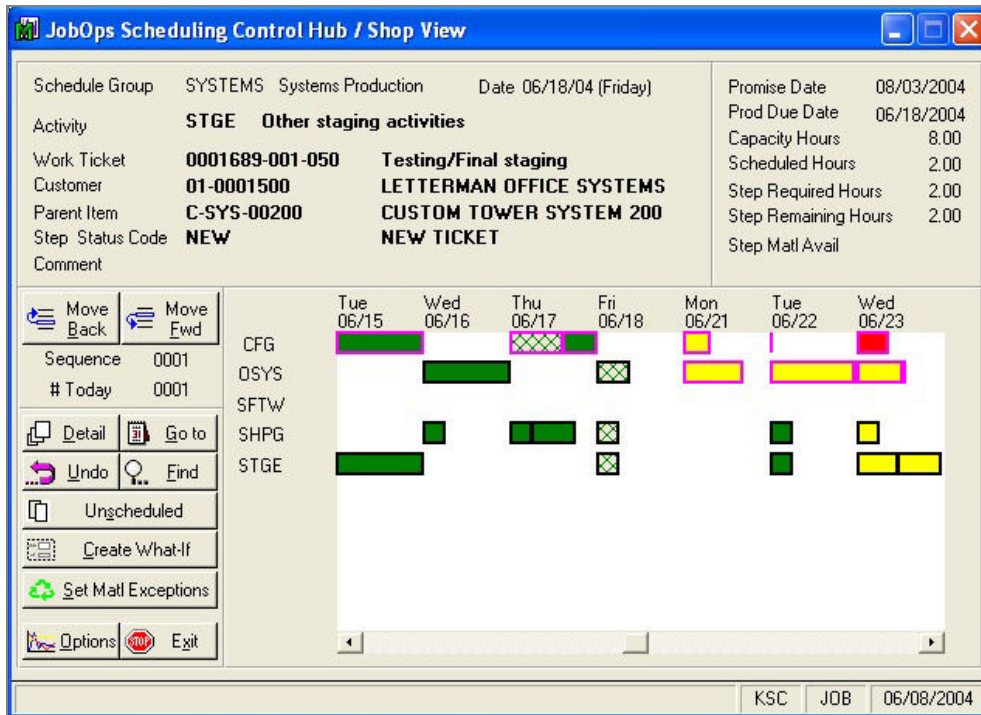 JobOps Scheduling Control Hub / Shop View
Schedule Group SYSTEMS Systems Production Date 06/18/04 (Friday)
Activity STGE Other staging activities
Work Ticket 0001689-001-050 Testing/Final staging
Customer 01-0001500 LETTERMAN OFFICE SYSTEMS
Parent Item C-SYS-00200 CUSTOM TOWER SYSTEM 200
Step Status Code NEW NEW TICKET
Comment
Promise Date 08/03/2004
Prod Due Date 06/18/2004
Capacity Hours 8.00
Scheduled Hours 2.00
Step Required Hours 2.00
Step Remaining Hours 2.00
Step Matl Avail
Move Back
Move Fwd
Sequence 0001
# Today 0001
Detail
Go to
Undo
Find
Unscheduled
Create What-If
Set Matl Exceptions
Options
STOP
Exit
Tue Wed Thu Fri Mon Tue Wed
06/15 06/16 06/17 06/18 06/21 06/22 06/23
CFG
OSYS
SFTW
SHPG
STGE
KSC JOB 06/08/2004